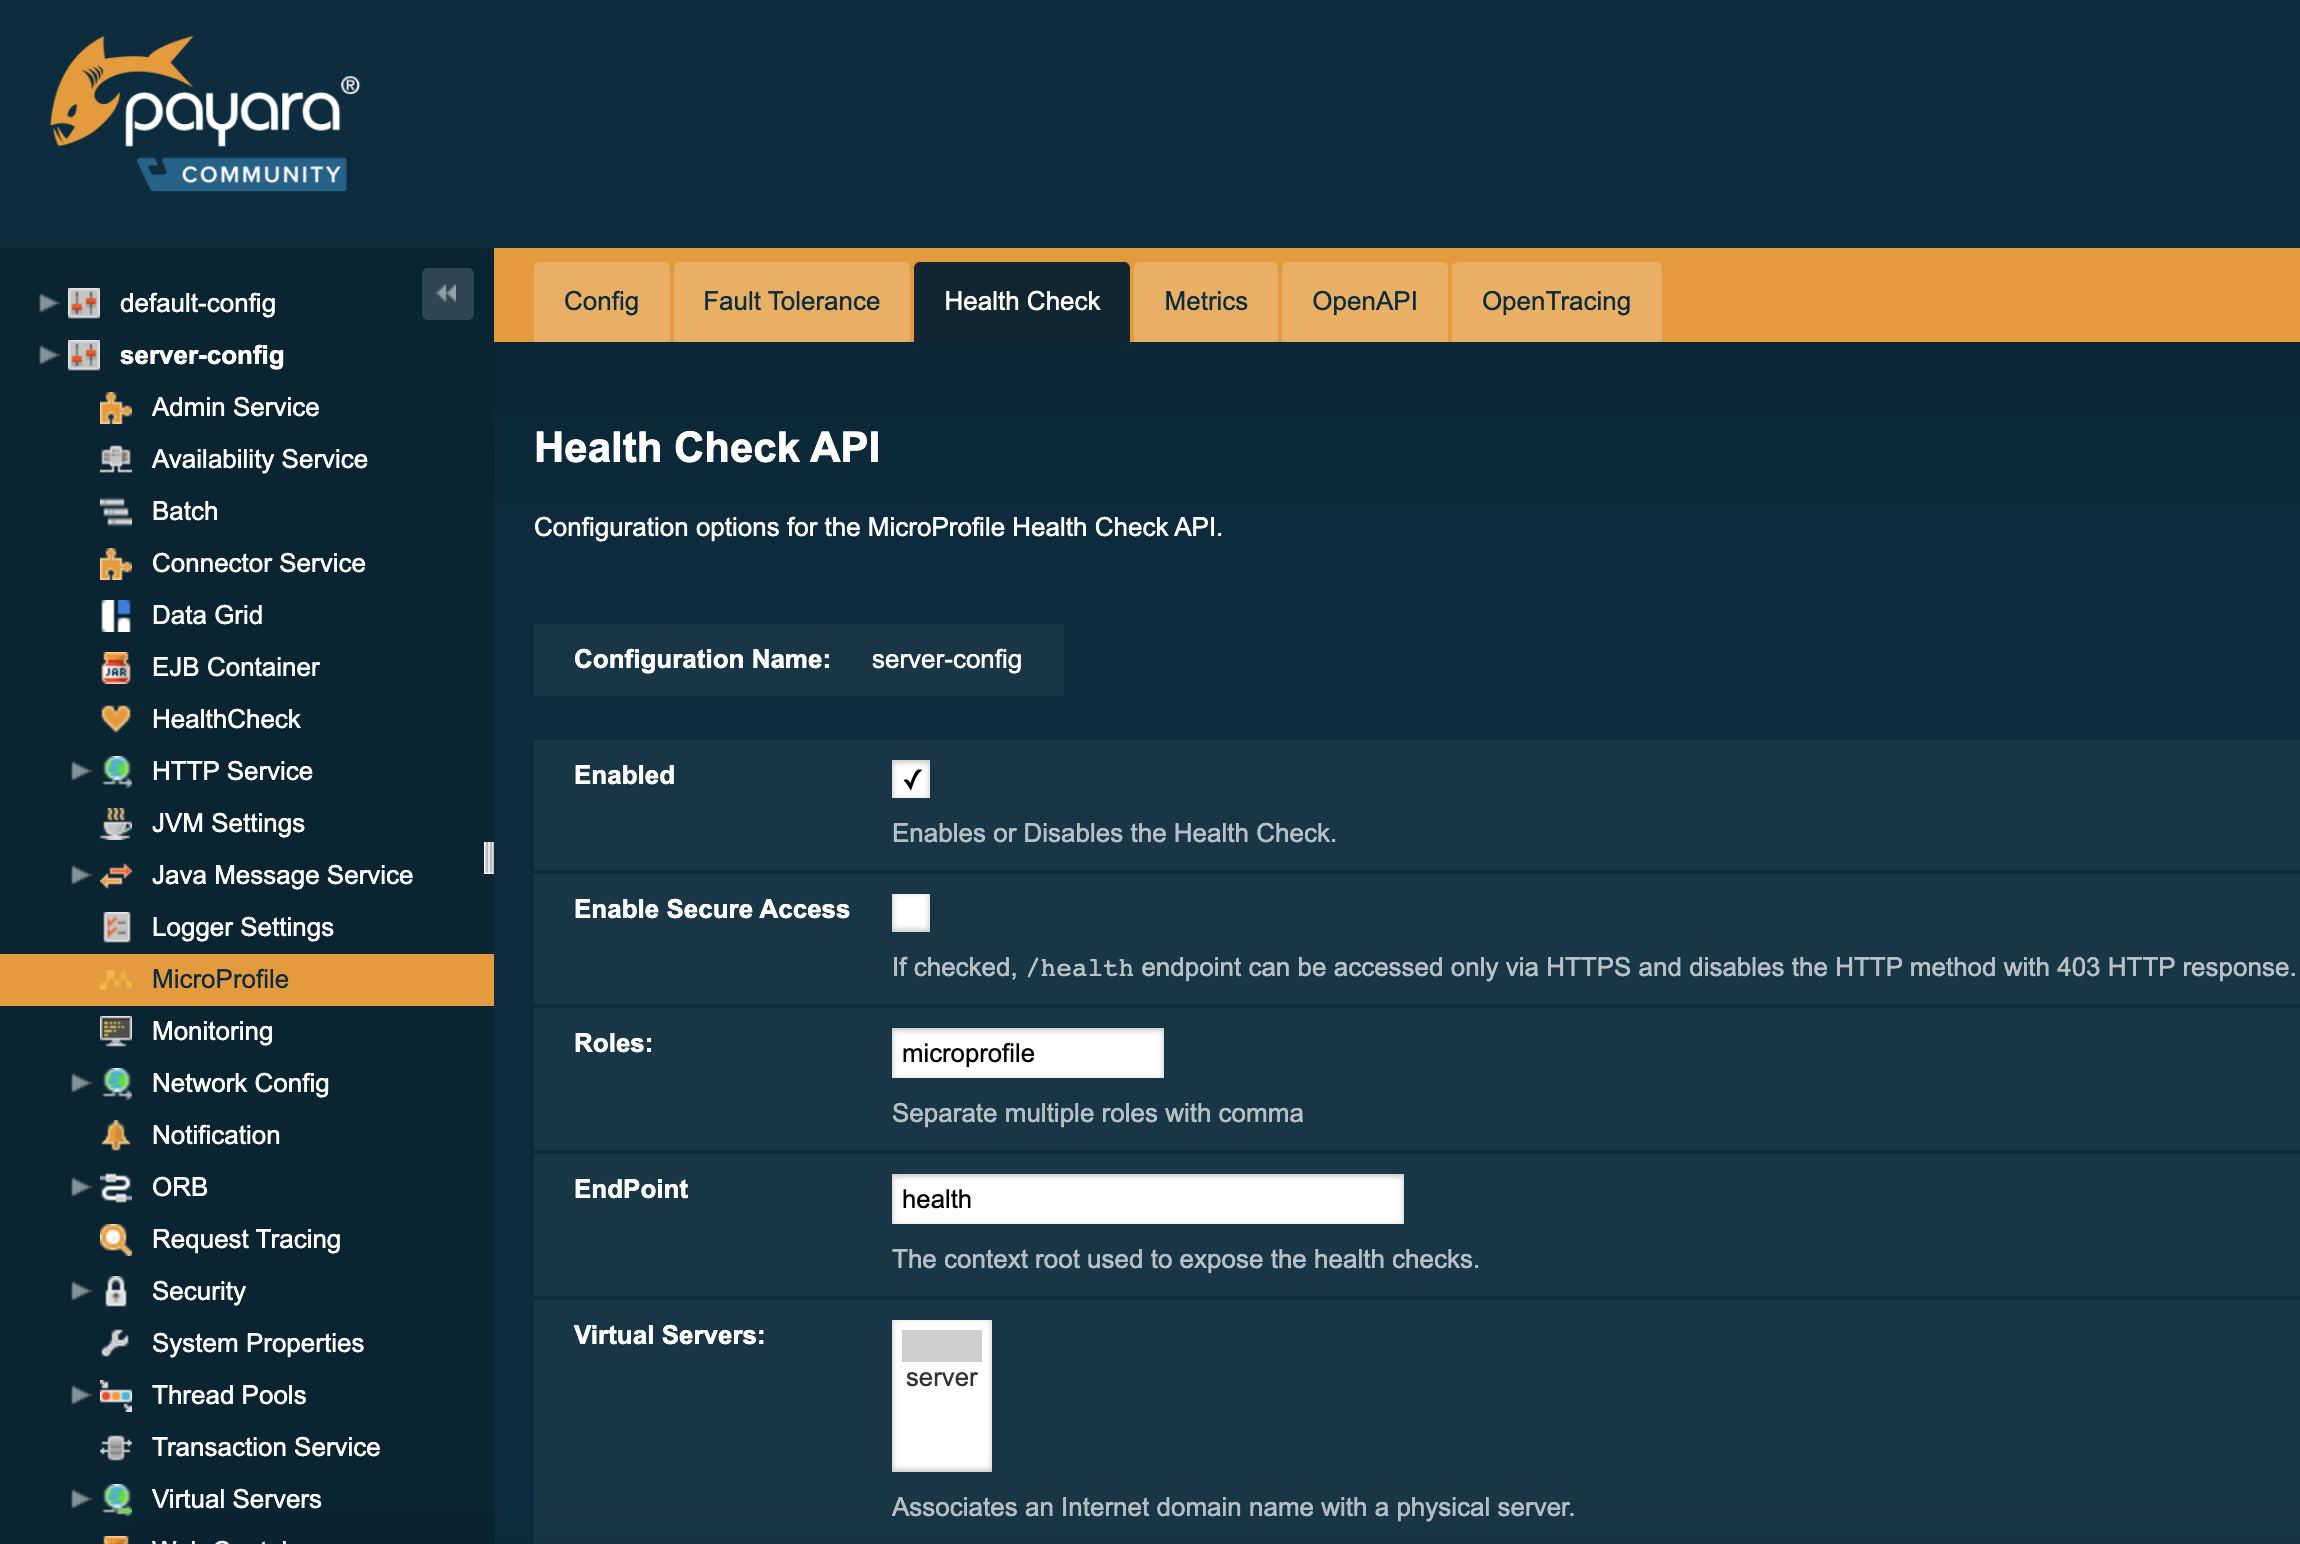 payara®
COMMUNITY
default-config
server-config
Admin Service
Availability Service
Batch
Connector Service
Data Grid
JAR
EJB Container
HealthCheck
HTTP Service
JVM Settings
Java Message Service
Logger Settings
MicroProfile
Monitoring
Network Config
Notification
ORB
Request Tracing
Security
System Properties
Thread Pools
Transaction Service
Virtual Servers
Config Fault Tolerance Health Check Metrics OpenAPI OpenTracing
Health Check API
Configuration options for the MicroProfile Health Check API.
Configuration Name: server-config
Enabled
Enables or Disables the Health Check.
Enable Secure Access
If checked, /health endpoint can be accessed only via HTTPS and disables the HTTP method with 403 HTTP response.
Roles: microprofile
Separate multiple roles with comma
EndPoint health
The context root used to expose the health checks.
Virtual Servers:
server
Associates an Internet domain name with a physical server.